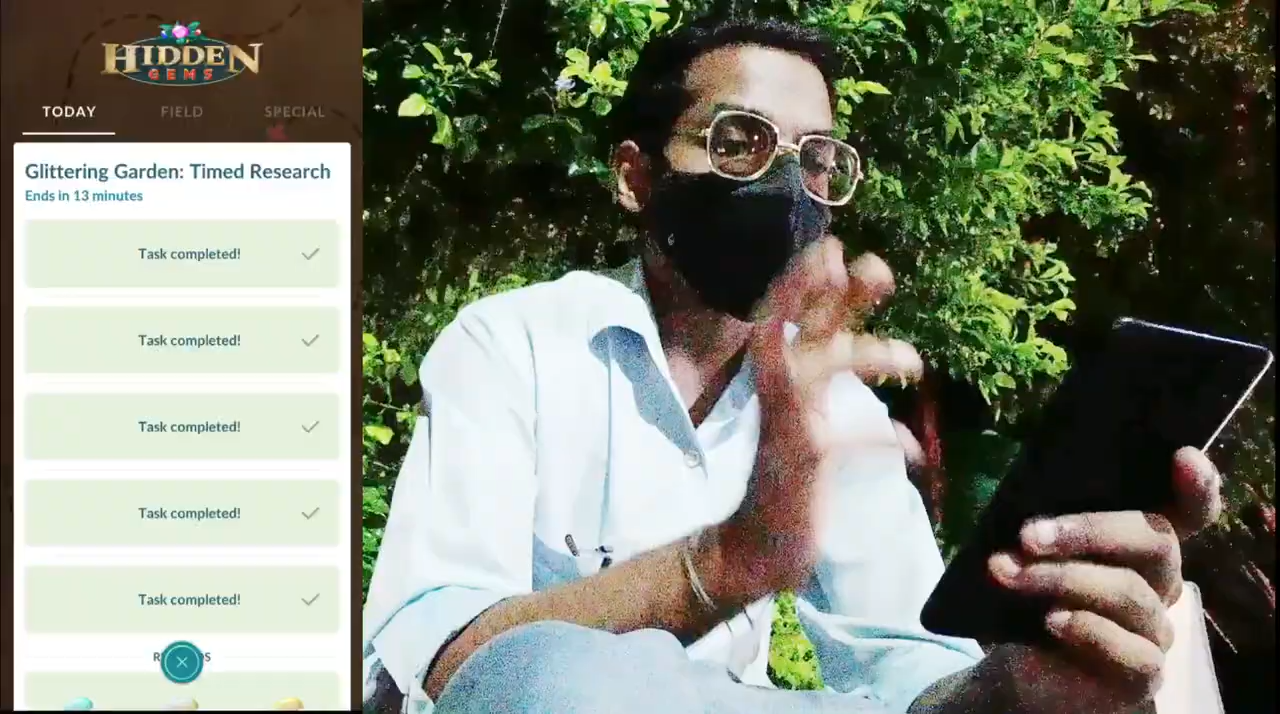 HIDDEN
GEMS
TODAY FIELD SPECIAL
Glittering Garden: Timed Research
Ends in 13 minutes
Task completed!
Task completed!
Task completed!
Task completed!
Task completed!